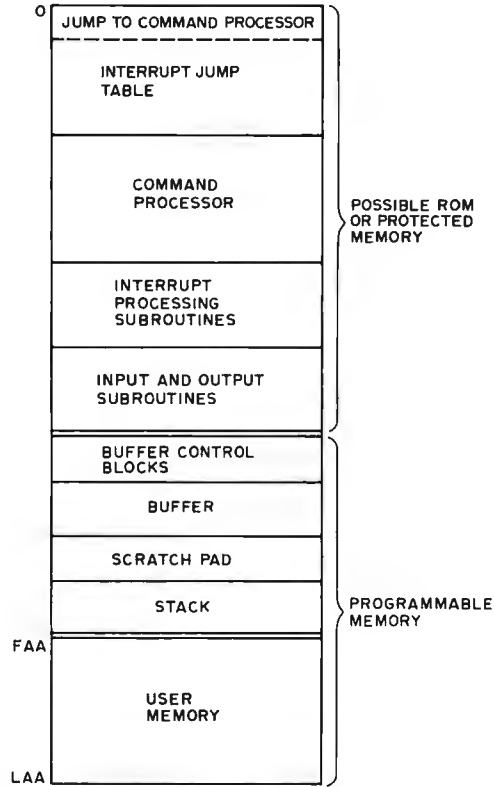 0
JUMP TO COMMAND PROCESSOR
INTERRUPT JUMP
TABLE
COMMAND
PROCESSOR
POSSIBLE ROM
OR PROTECTED
MEMORY
INTERRUPT
PROCESSING
SUBROUTINES
INPUT AND OUTPUT
SUBROUTINES
BUFFER CONTROL
BLOCKS
BUFFER
SCRATCH PAD
STACK
PROGRAMMABLE
MEMORY
FAA
USER
MEMORY
LAA